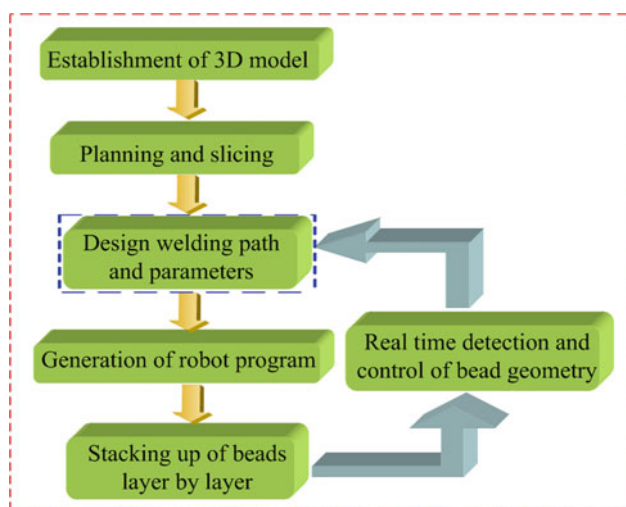 Establishment of 3D model
Planning and slicing
Design welding path
and parameters
Generation of robot program
Stacking up of beads
layer by layer
Real time detection and
control of bead geometry